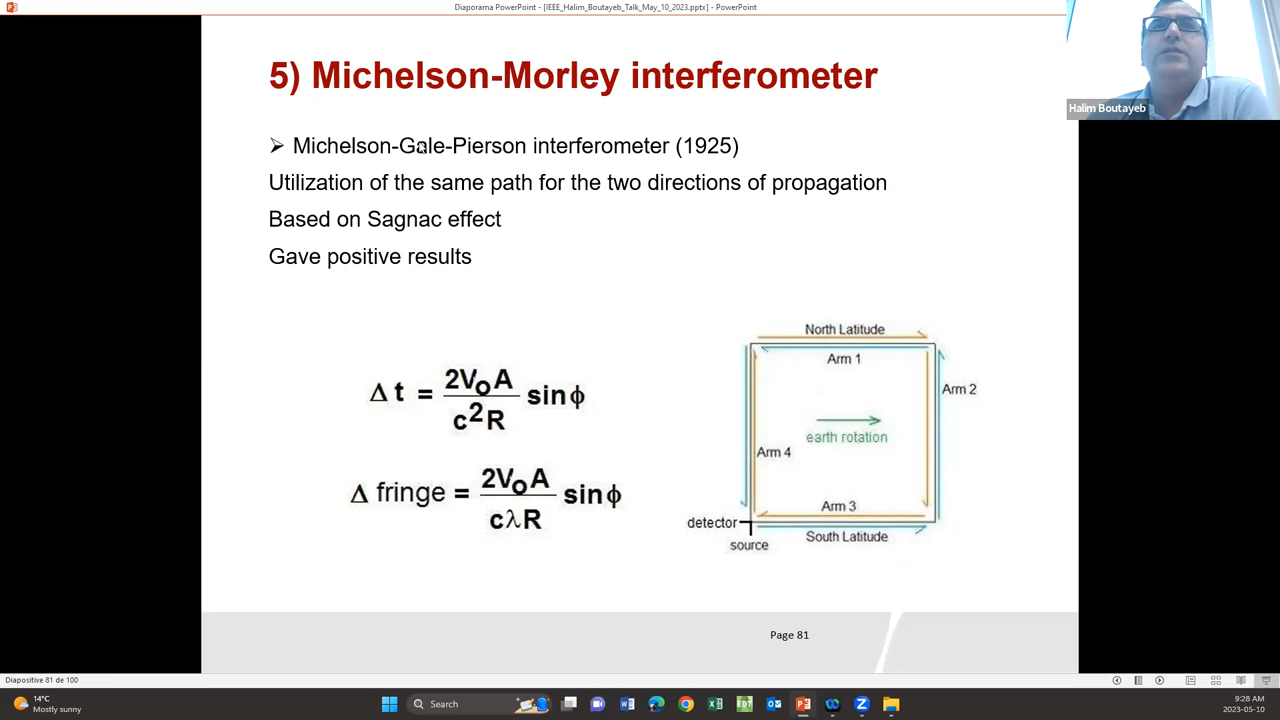 Diaporama PowerPoint - [IEEE_Halim_Boutayeb_Talk_May_10_2023.pptx] - PowerPoint
Halim Boutayeb
5) Michelson-Morley interferometer
➢ Michelson-Gale-Pierson interferometer (1925)
Utilization of the same path for the two directions of propagation
Based on Sagnac effect
Gave positive results
Δ t = 2VoA / c²R sin ϕ
Δ fringe = 2VoA / cλR sin ϕ
North Latitude
Arm 1
Arm 2
earth rotation
Arm 4
Arm 3
detector
South Latitude
source
Page 81
Diapositive 81 de 100
14°C
Mostly sunny
Search
EDT
9:28 AM
2023-05-10